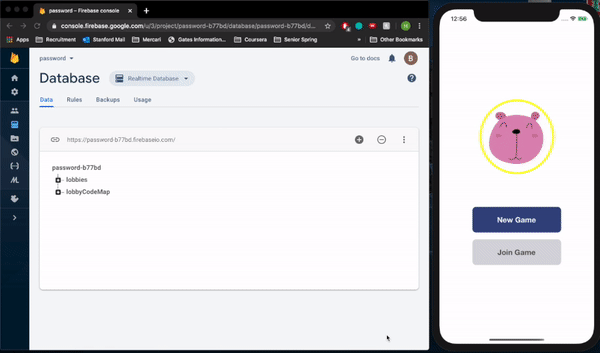 password – Firebase console
console.firebase.google.com/u/3/project/password-b77bd/database/password-b77bd/d...
Apps
Recruitment
Stanford Mail
Mercari
Gates Information...
Coursera
Senior Spring
»
Other Bookmarks
password
Go to docs
B
Database
Realtime Database
Data
Rules
Backups
Usage
https://password-b77bd.firebaseio.com/
password-b77bd
lobbies
lobbyCodeMap
12:56
New Game
Join Game